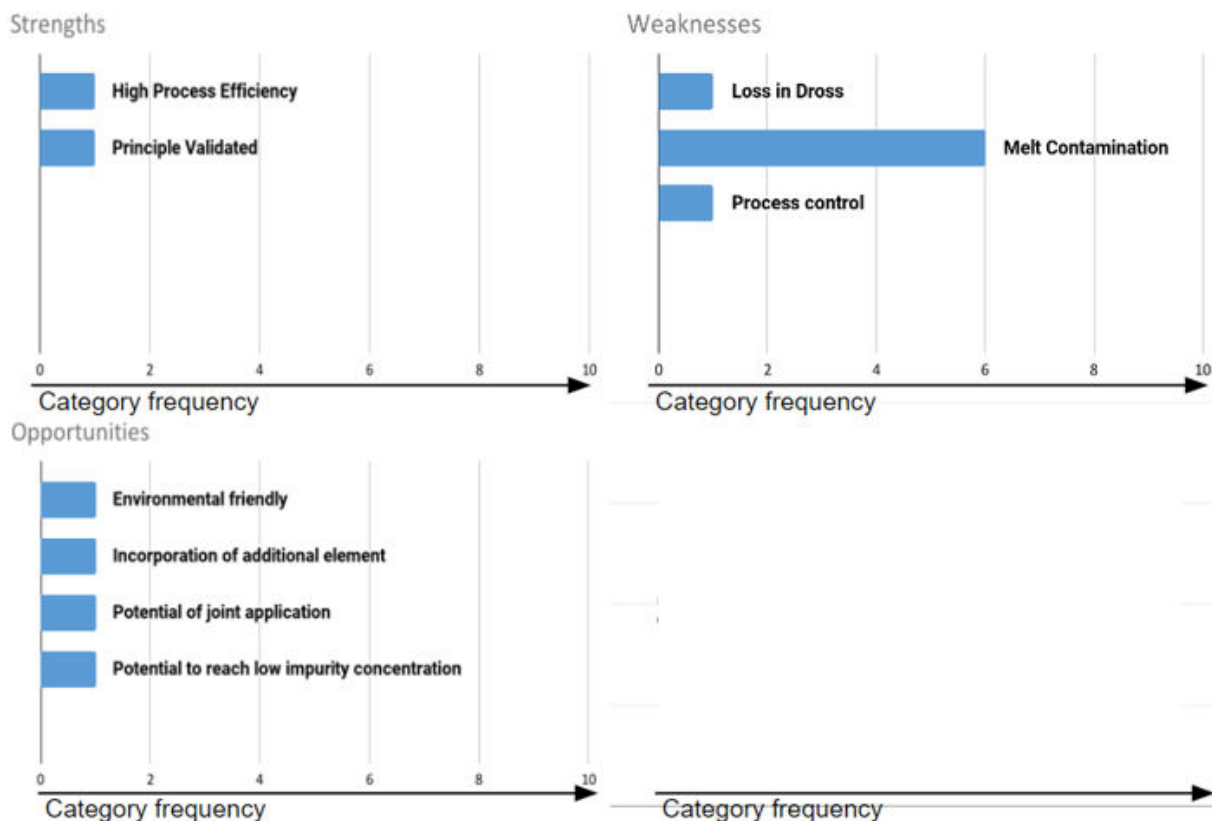 Strengths
High Process Efficiency
Principle Validated
0 2 4 6 8 10
Category frequency
Weaknesses
Loss in Dross
Melt Contamination
Process control
0 2 4 6 8 10
Category frequency
Opportunities
Environmental friendly
Incorporation of additional element
Potential of joint application
Potential to reach low impurity concentration
0 2 4 6 8 10
Category frequency
Category frequency